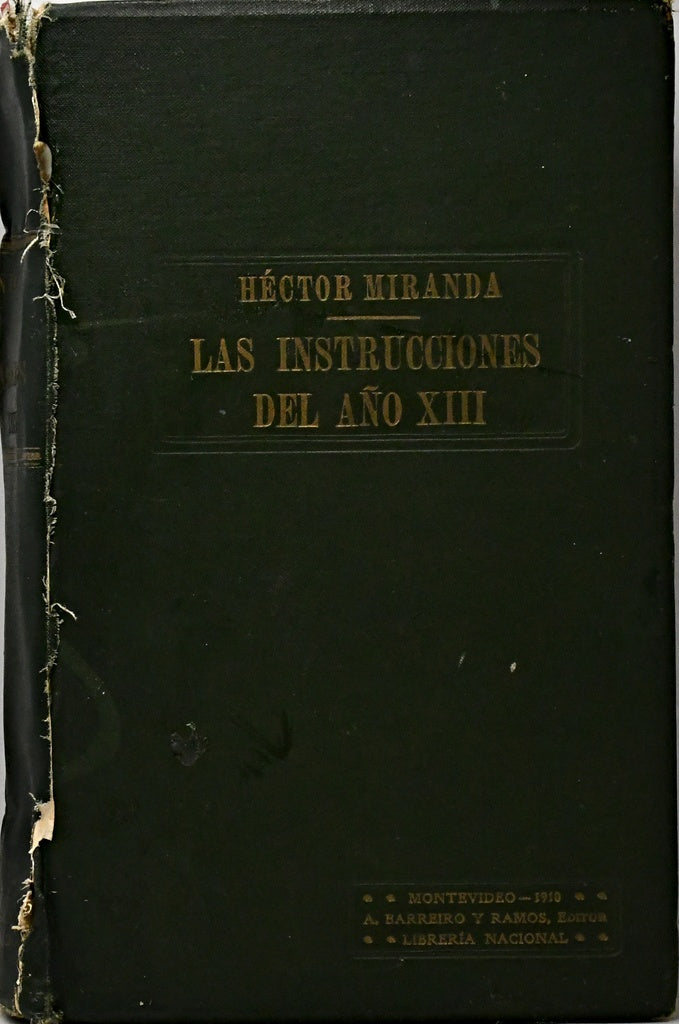 HÉCTOR MIRANDA
LAS INSTRUCCIONES
DEL AÑO XIII
MONTEVIDEO — 1910
A. BARREIRO Y RAMOS, EDITOR
LIBRERÍA NACIONAL